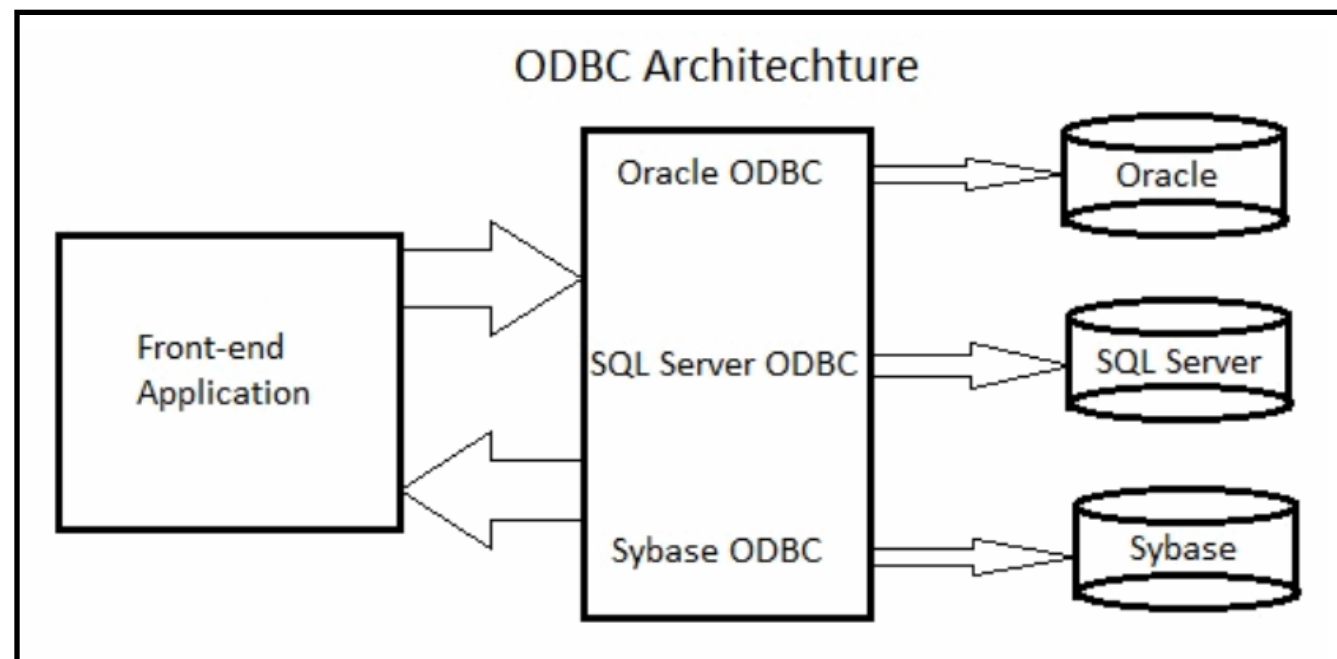 ODBC Architechture
Front-end
Application
Oracle ODBC
SQL Server ODBC
Sybase ODBC
Oracle
SQL Server
Sybase